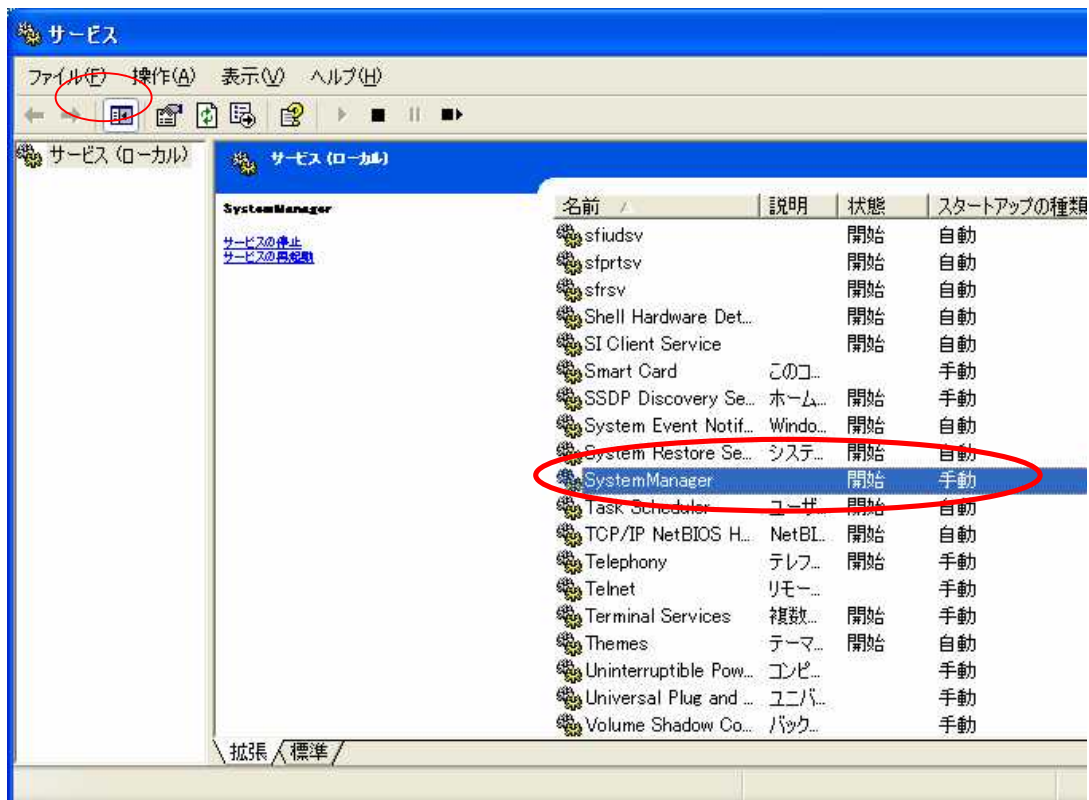 サービス
ファイル(F) 操作(A) 表示(V) ヘルプ(H)
サービス (ローカル)
サービス (ローカル)
SystemManager
サービスの停止
サービスの再起動
名前 説明 状態 スタートアップの種類
sfiudsv 開始 自動
sfprtsv 開始 自動
sfrsv 開始 自動
Shell Hardware Det... 開始 自動
SI Client Service 開始 自動
Smart Card このコ... 手動
SSDP Discovery Se... ホーム... 開始 手動
System Event Notif... Windo... 開始 自動
System Restore Se... システ... 開始 自動
SystemManager 開始 手動
Task Scheduler ユーザ... 開始 自動
TCP/IP NetBIOS H... NetBI... 開始 自動
Telephony テレフ... 開始 手動
Telnet リモー... 手動
Terminal Services 複数... 開始 手動
Themes テーマ... 開始 自動
Uninterruptible Pow... コンピ... 手動
Universal Plug and ... ユニバ... 手動
Volume Shadow Co... バック... 手動
拡張 標準